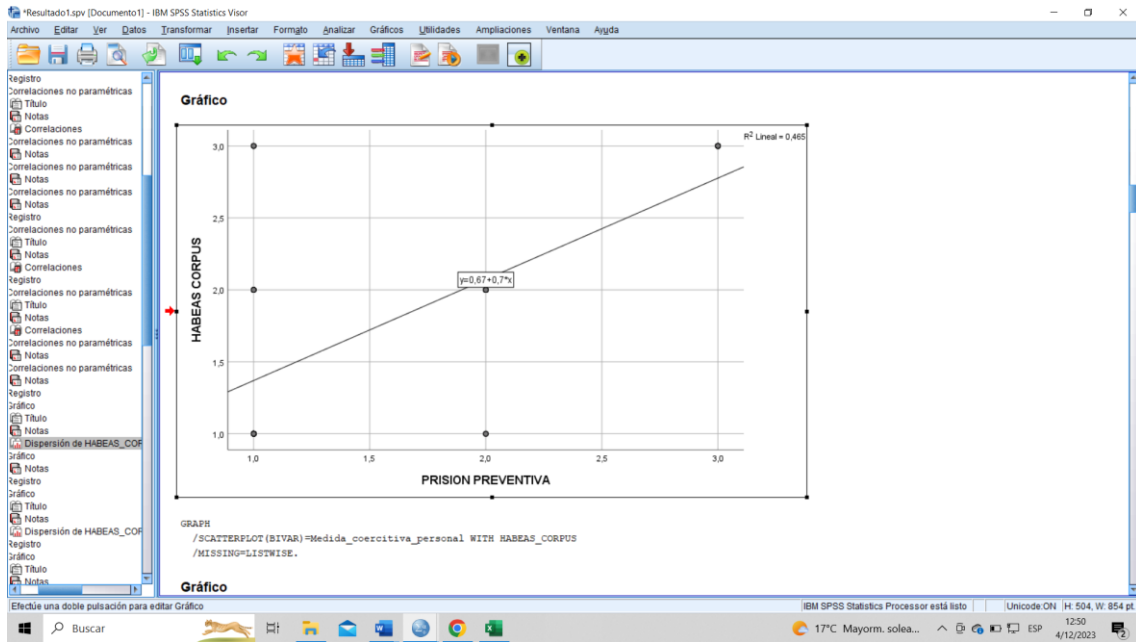 *Resultado1.spv [Documento1] - IBM SPSS Statistics Visor
Archivo Editar Ver Datos Transformar Insertar Formato Analizar Gráficos Utilidades Ampliaciones Ventana Ayuda
Registro
Correlaciones no paramétricas
Título
Notas
Correlaciones
Correlaciones no paramétricas
Notas
Correlaciones no paramétricas
Notas
Correlaciones no paramétricas
Notas
Registro
Correlaciones no paramétricas
Título
Notas
Correlaciones
Registro
Correlaciones no paramétricas
Título
Notas
Correlaciones
Correlaciones no paramétricas
Notas
Correlaciones no paramétricas
Notas
Registro
Gráfico
Título
Notas
Dispersión de HABEAS_COR
Gráfico
Notas
Registro
Gráfico
Título
Notas
Dispersión de HABEAS_COR
Registro
Gráfico
Título
Notas
Gráfico
R² Lineal = 0,465
3,0
2,5
2,0
1,5
1,0
HABEAS CORPUS
y=0,67+0,7*x
1,0 1,5 2,0 2,5 3,0
PRISION PREVENTIVA
GRAPH
/SCATTERPLOT(BIVAR)=Medida_coercitiva_personal WITH HABEAS_CORPUS
/MISSING=LISTWISE.
Gráfico
Efectúe una doble pulsación para editar Gráfico
IBM SPSS Statistics Processor está listo
Unicode:ON
H: 504, W: 854 pt.
Buscar
17°C Mayorm. solea...
ESP
12:50
4/12/2023
2